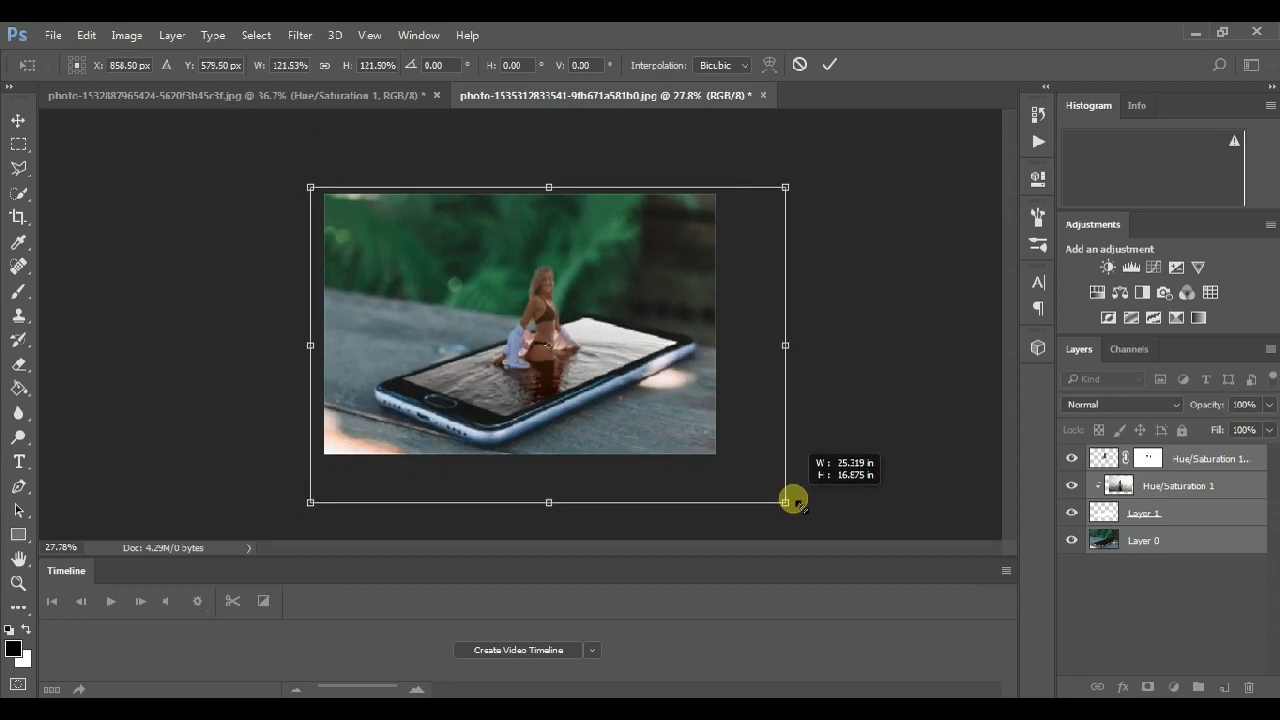 Ps File Edit Image Layer Type Select Filter 3D View Window Help
X: 858.50 px Y: 579.50 px W: 121.53% H: 121.50% 0.00 ° H: 0.00 ° V: 0.00 ° Interpolation: Bicubic
photo-1532887965424-5620f3b45c3f.jpg @ 36.7% (Hue/Saturation 1, RGB/8) * × photo-1535312833541-9fb671a581b0.jpg @ 27.8% (RGB/8) * ×
Histogram Info
Adjustments
Add an adjustment
Layers Channels
Kind
Normal Opacity: 100%
Lock: Fill: 100%
Hue/Saturation 1...
Hue/Saturation 1
Layer 1
Layer 0
W : 25.319 in
H : 16.875 in
27.78% Doc: 4.29M/0 bytes
Timeline
Create Video Timeline